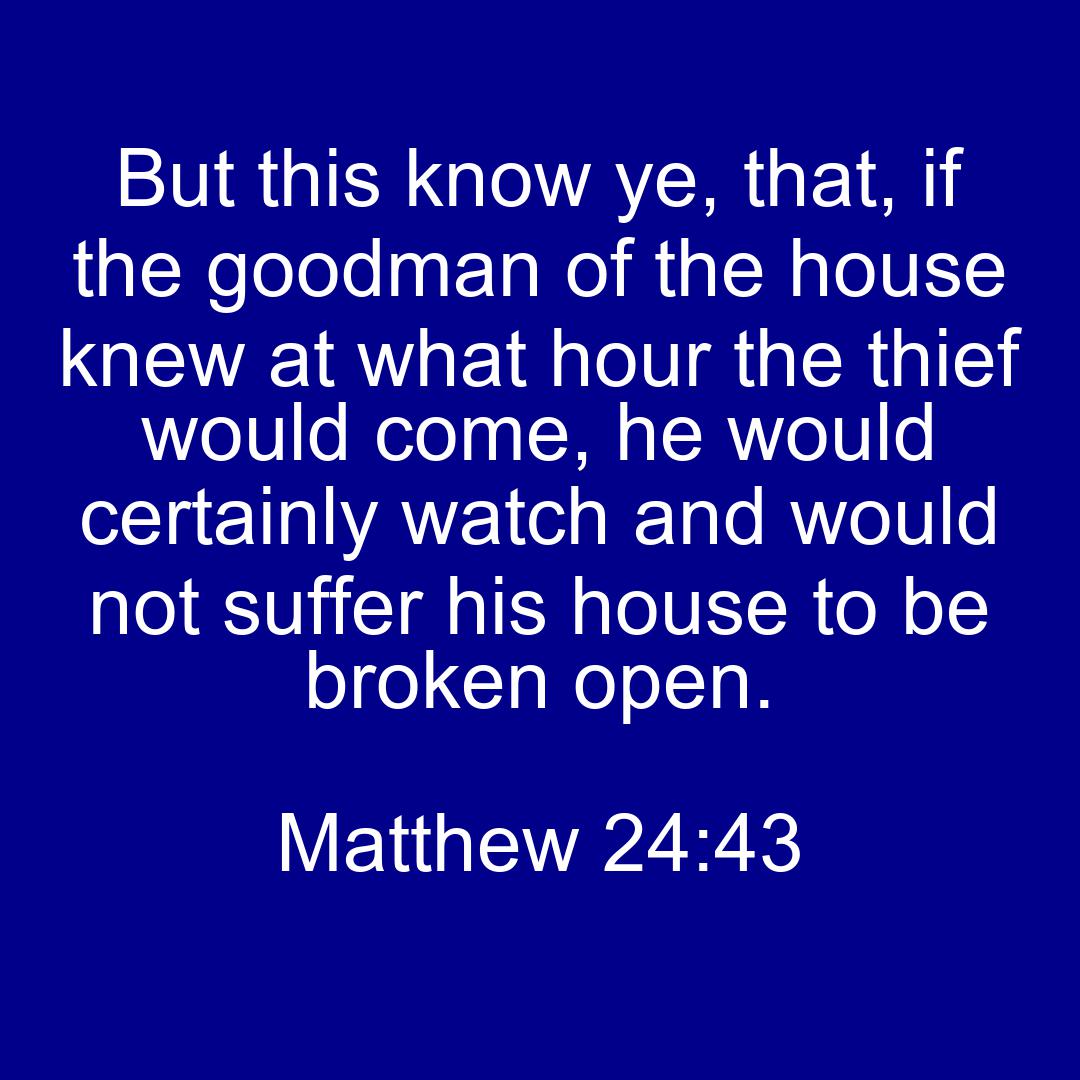 But this know ye, that, if
the goodman of the house
knew at what hour the thief
would come, he would
certainly watch and would
not suffer his house to be
broken open.
Matthew 24:43